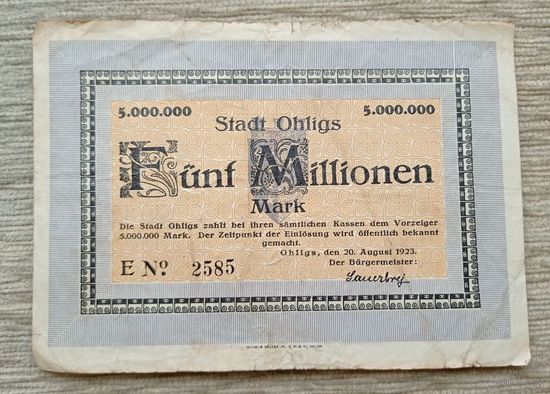 5.000.000 5.000.000
Stadt Ohligs
Fünf Millionen
Mark
Die Stadt Ohligs zahlt bei ihren sämtlichen Kassen dem Vorzeiger
5.000.000 Mark. Der Zeitpunkt der Einlösung wird öffentlich bekannt
gemacht.
Ohligs, den 20. August 1923.
E No. 2585 Der Bürgermeister: